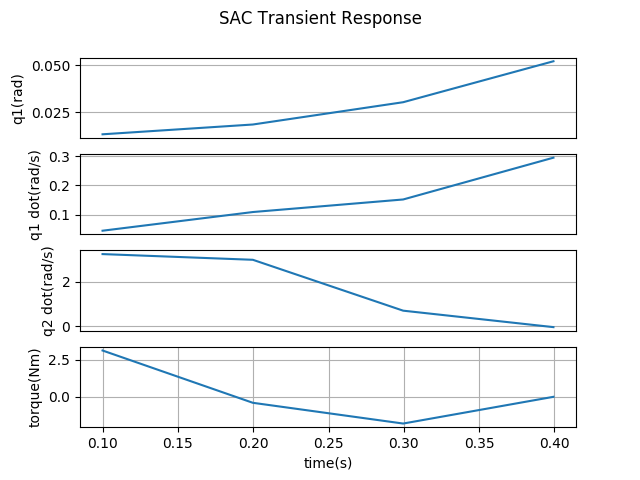 SAC Transient Response
q1(rad)
0.050
0.025
q1 dot(rad/s)
0.3
0.2
0.1
q2 dot(rad/s)
2
0
torque(Nm)
2.5
0.0
0.10 0.15 0.20 0.25 0.30 0.35 0.40
time(s)